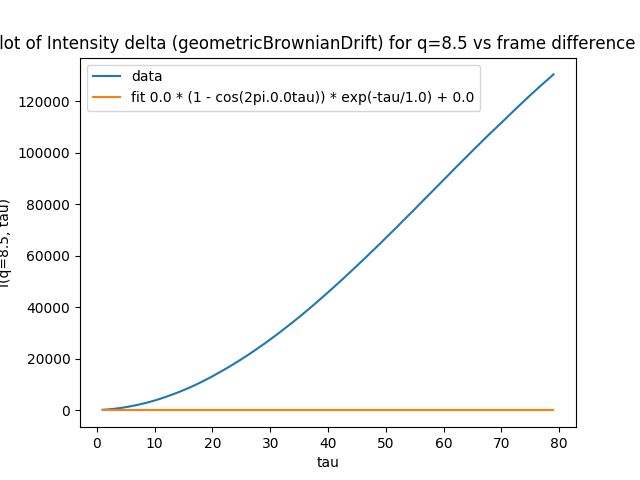 lot of Intensity delta (geometricBrownianDrift) for q=8.5 vs frame difference
data
fit 0.0 * (1 - cos(2pi.0.0tau)) * exp(-tau/1.0) + 0.0
I(q=8.5, tau)
120000
100000
80000
60000
40000
20000
0
0 10 20 30 40 50 60 70 80
tau